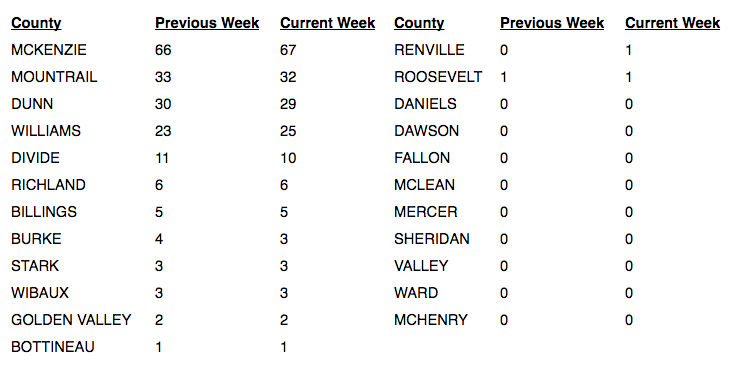 County Previous Week Current Week County Previous Week Current Week
MCKENZIE 66 67 RENVILLE 0 1
MOUNTRAIL 33 32 ROOSEVELT 1 1
DUNN 30 29 DANIELS 0 0
WILLIAMS 23 25 DAWSON 0 0
DIVIDE 11 10 FALLON 0 0
RICHLAND 6 6 MCLEAN 0 0
BILLINGS 5 5 MERCER 0 0
BURKE 4 3 SHERIDAN 0 0
STARK 3 3 VALLEY 0 0
WIBAUX 3 3 WARD 0 0
GOLDEN VALLEY 2 2 MCHENRY 0 0
BOTTINEAU 1 1